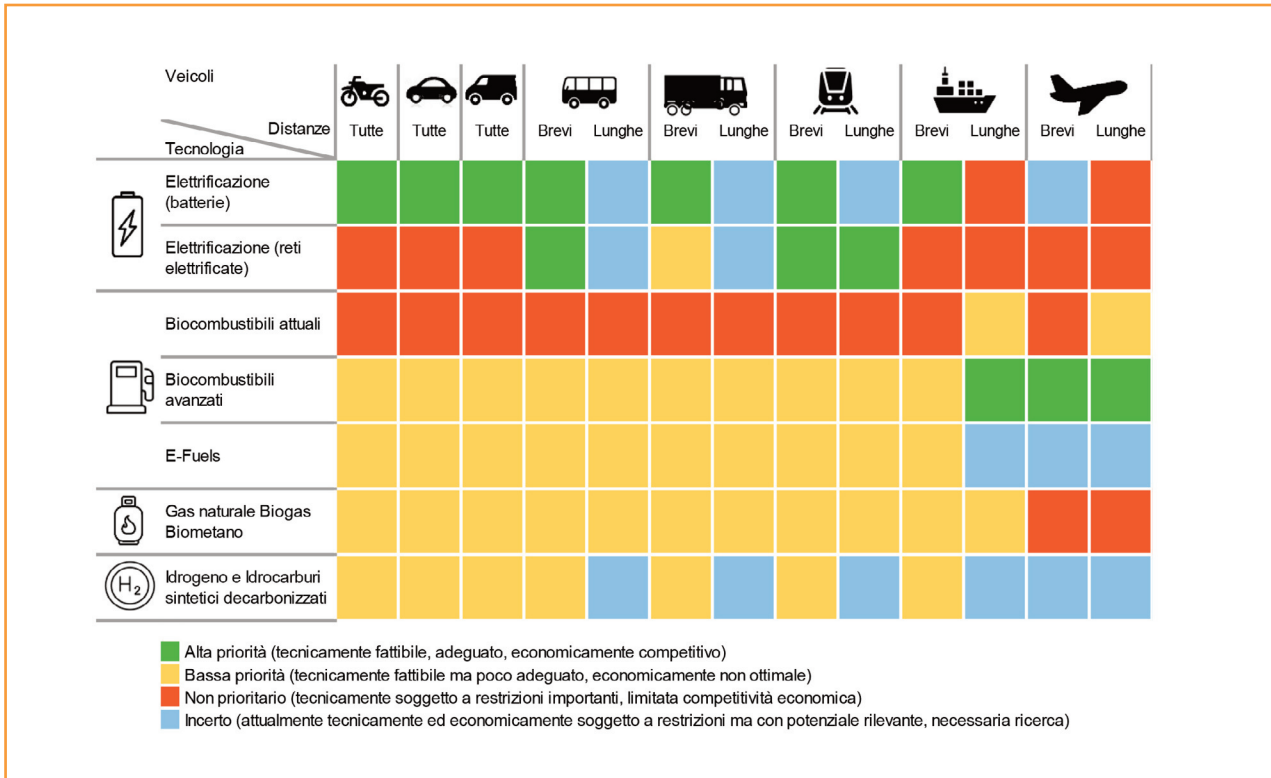 Veicoli
Distanze
Tecnologia
Tutte Tutte Tutte Brevi Lunghe Brevi Lunghe Brevi Lunghe Brevi Lunghe Brevi Lunghe
Elettrificazione
(batterie)
Elettrificazione (reti
elettrificate)
Biocombustibili attuali
Biocombustibili
avanzati
E-Fuels
Gas naturale Biogas
Biometano
H₂
Idrogeno e Idrocarburi
sintetici decarbonizzati
Alta priorità (tecnicamente fattibile, adeguato, economicamente competitivo)
Bassa priorità (tecnicamente fattibile ma poco adeguato, economicamente non ottimale)
Non prioritario (tecnicamente soggetto a restrizioni importanti, limitata competitività economica)
Incerto (attualmente tecnicamente ed economicamente soggetto a restrizioni ma con potenziale rilevante, necessaria ricerca)